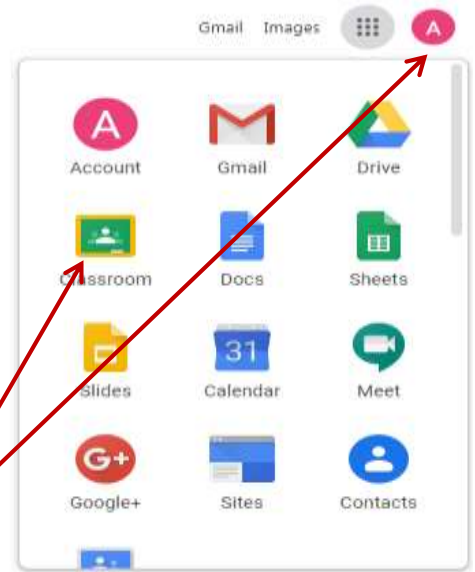 Gmail Images A
A
Account Gmail Drive
Classroom Docs Sheets
31
Slides Calendar Meet
G+
Google+ Sites Contacts